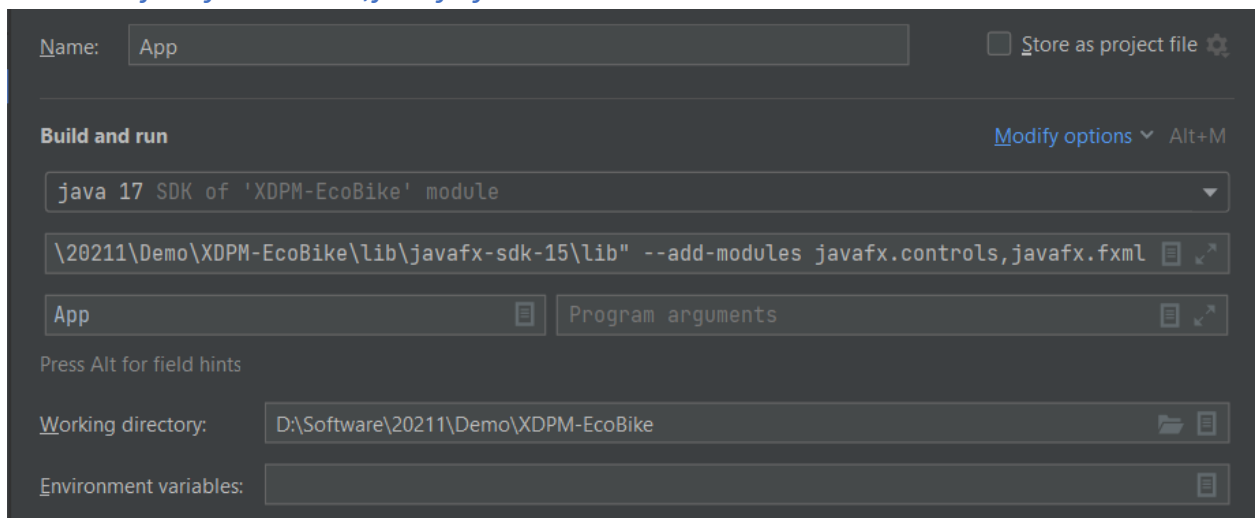 Name:
App
Store as project file
Build and run
Modify options
Alt+M
java 17 SDK of 'XDPM-EcoBike' module
\20211\Demo\XDPM-EcoBike\lib\javafx-sdk-15\lib" --add-modules javafx.controls,javafx.fxml
App
Program arguments
Press Alt for field hints
Working directory:
D:\Software\20211\Demo\XDPM-EcoBike
Environment variables: